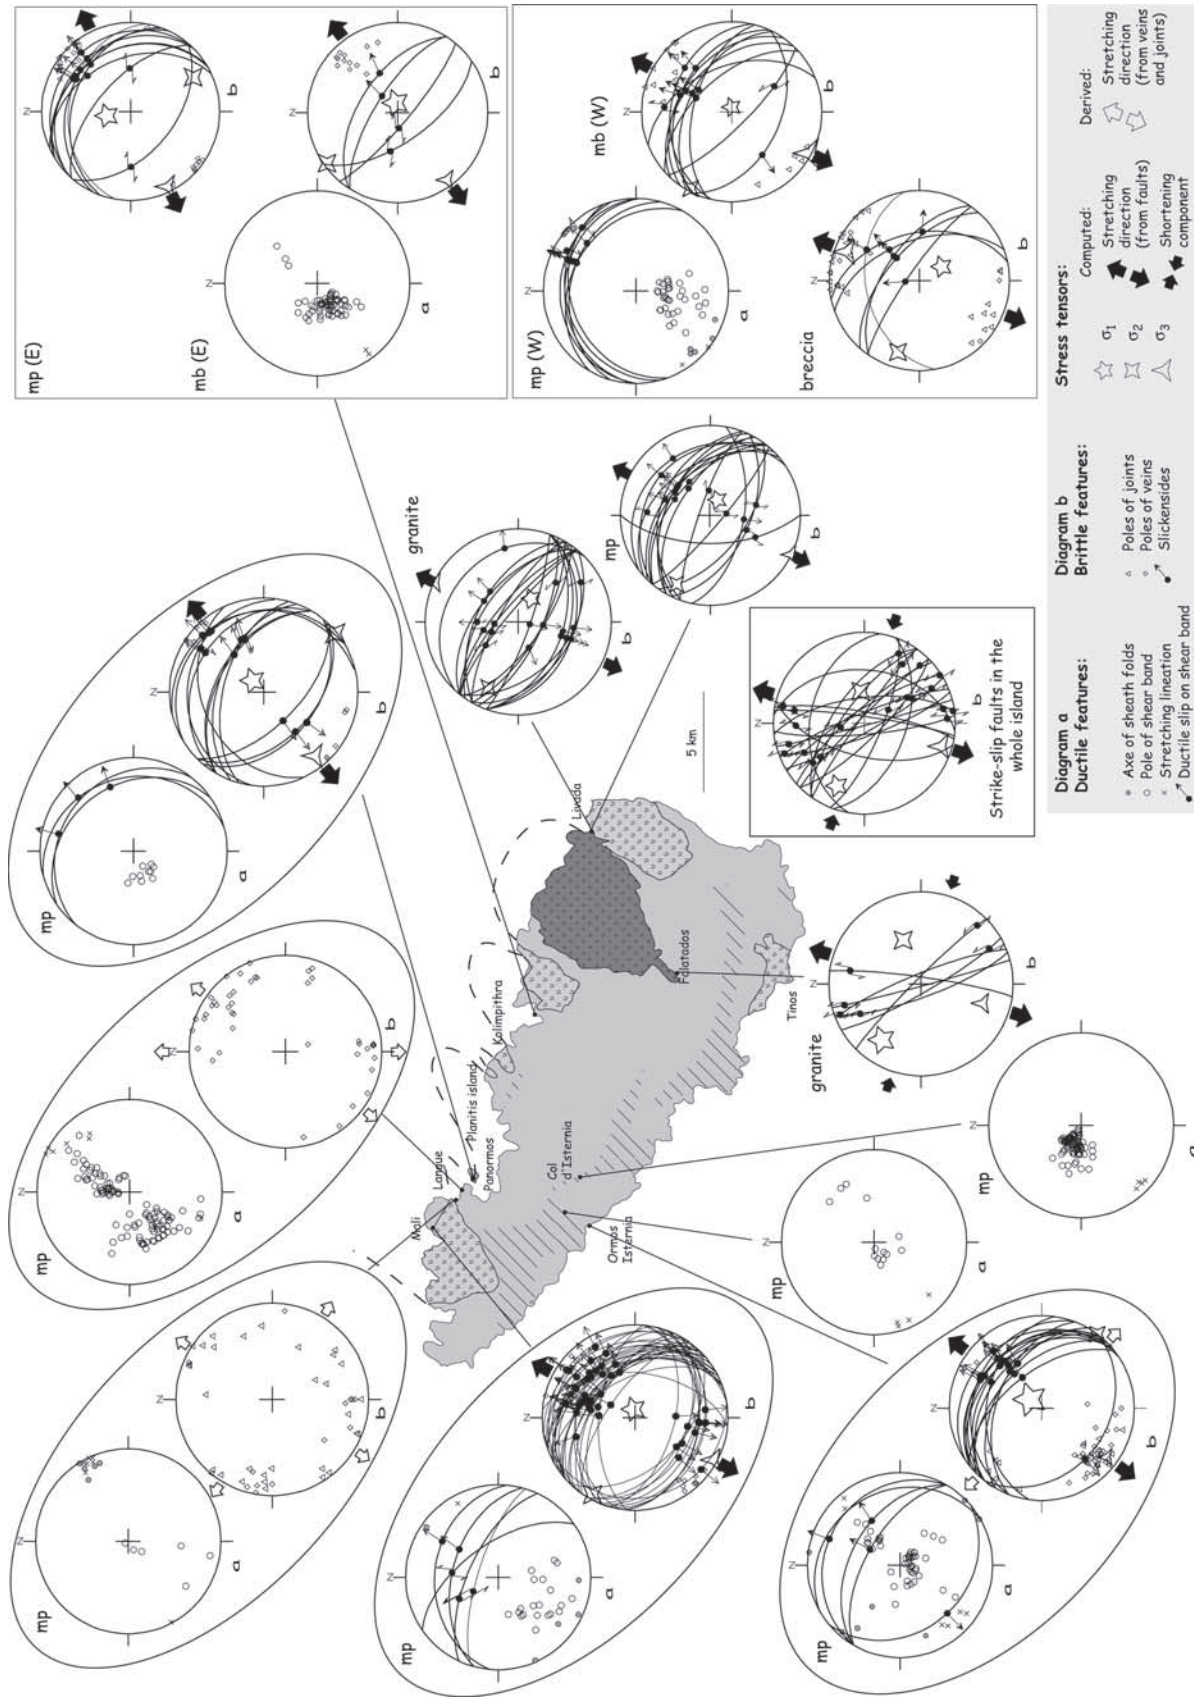 mp
N
a
N
b
mp
N
a
N
b
mp
N
a
N
b
mp (E)
N
b
mb (E)
N
a
N
b
mp
N
a
N
b
Mali
Langue
Planitis island
Panormos
Kolimpithra
Livada
Col
d'Isternia
Ormos
Isternia
Falatados
Tinos
5 km
granite
N
b
mp
N
b
mp (W)
N
a
mb (W)
N
b
breccia
N
b
mp
N
a
N
b
mp
N
a
mp
N
a
granite
N
b
N
b
Strike-slip faults in the
whole island
Diagram a
Ductile features:
Axe of sheath folds
Pole of shear band
Stretching lineation
Ductile slip on shear band
Diagram b
Brittle features:
Poles of joints
Poles of veins
Slickensides
Stress tensors:
σ1
σ2
σ3
Computed:
Stretching
direction
(from faults)
Shortening
component
Derived:
Stretching
direction
(from veins
and joints)